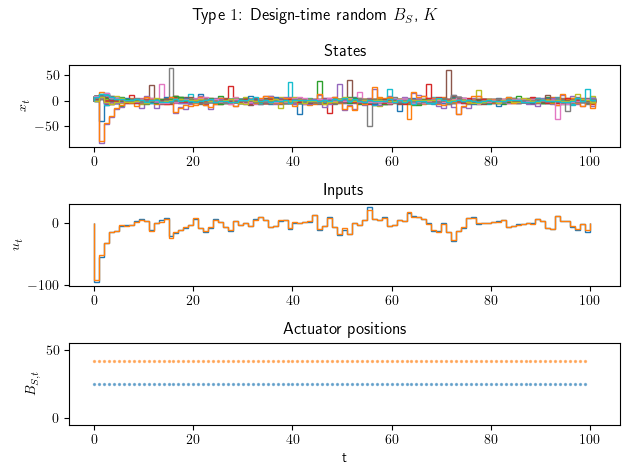 Type 1: Design-time random $B_S$, $K$
States
50
0
−50
$x_t$
0 20 40 60 80 100
Inputs
0
−100
$u_t$
0 20 40 60 80 100
Actuator positions
50
0
$B_{S,t}$
0 20 40 60 80 100
t